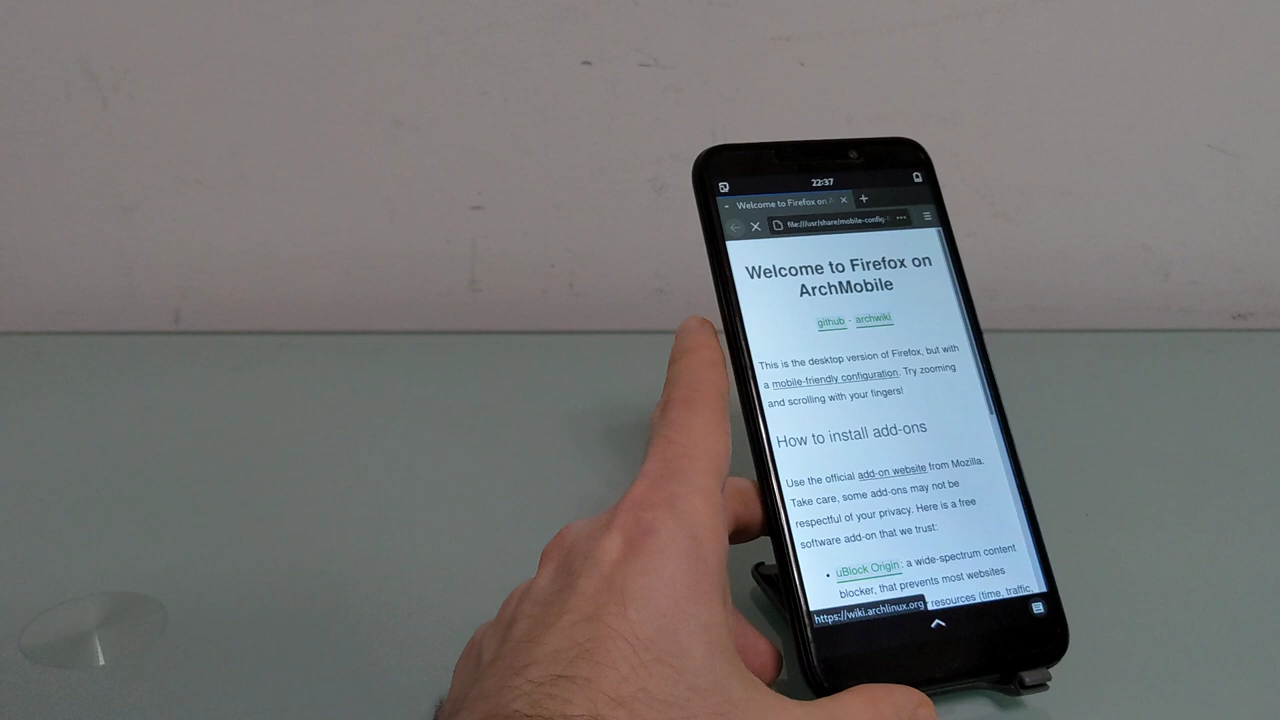 22:37
Welcome to Firefox on
file:///usr/share/mobile-config-
Welcome to Firefox on
ArchMobile
github - archwiki
This is the desktop version of Firefox, but with
a mobile-friendly configuration. Try zooming
and scrolling with your fingers!
How to install add-ons
Use the official add-on website from Mozilla.
Take care, some add-ons may not be
respectful of your privacy. Here is a free
software add-on that we trust:
• uBlock Origin: a wide-spectrum content
blocker, that prevents most websites
resources (time, traffic,
https://wiki.archlinux.org